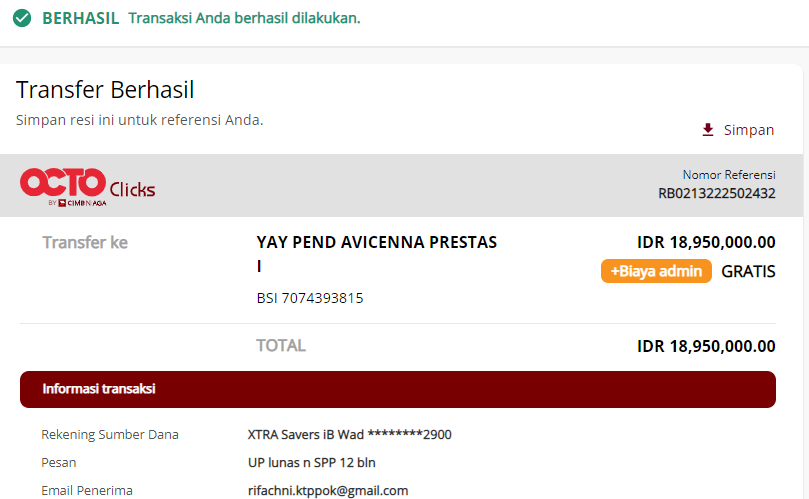 BERHASIL Transaksi Anda berhasil dilakukan.
Transfer Berhasil
Simpan resi ini untuk referensi Anda.
Simpan
OCTO Clicks
BY CIMB NIAGA
Nomor Referensi
RB0213222502432
Transfer ke YAY PEND AVICENNA PRESTAS IDR 18,950,000.00
I +Biaya admin GRATIS
BSI 7074393815
TOTAL IDR 18,950,000.00
Informasi transaksi
Rekening Sumber Dana XTRA Savers iB Wad ********2900
Pesan UP lunas n SPP 12 bln
Email Penerima rifachni.ktppok@gmail.com